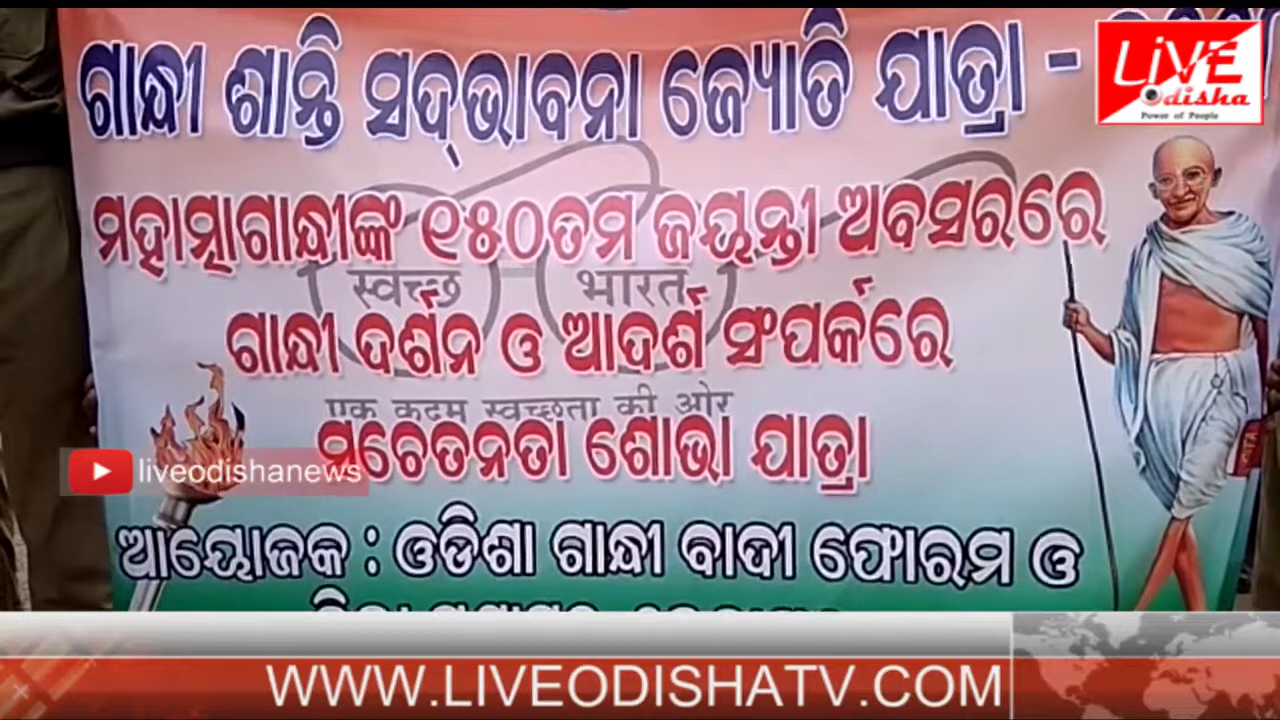 ଗାନ୍ଧୀ ଶାନ୍ତି ସଦ୍‌ଭାବନା ଜ୍ୟୋତି ଯାତ୍ରା -
LiVE
Odisha
Power of People
ମହାତ୍ମାଗାନ୍ଧୀଙ୍କ ୧୫୦ତମ ଜୟନ୍ତୀ ଅବସରରେ
स्वच्छ भारत
ଗାନ୍ଧୀ ଦର୍ଶନ ଓ ଆଦର୍ଶ ସଂପର୍କରେ
एक कदम स्वच्छता की ओर
ସଚେତନତା ଶୋଭା ଯାତ୍ରା
liveodishanews
ଆୟୋଜକ : ଓଡିଶା ଗାନ୍ଧୀ ବାଦୀ ଫୋରମ ଓ
WWW.LIVEODISHATV.COM